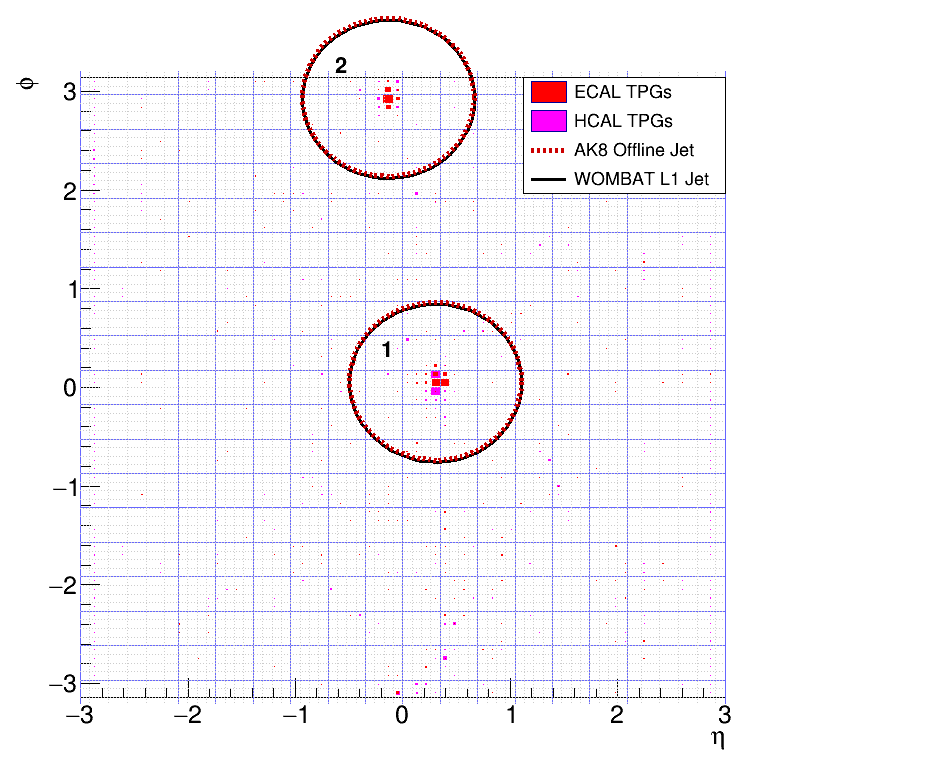 ϕ
2
3
ECAL TPGs
HCAL TPGs
AK8 Offline Jet
WOMBAT L1 Jet
2
1
1
0
−1
−2
−3
−3 −2 −1 0 1 2 3
η